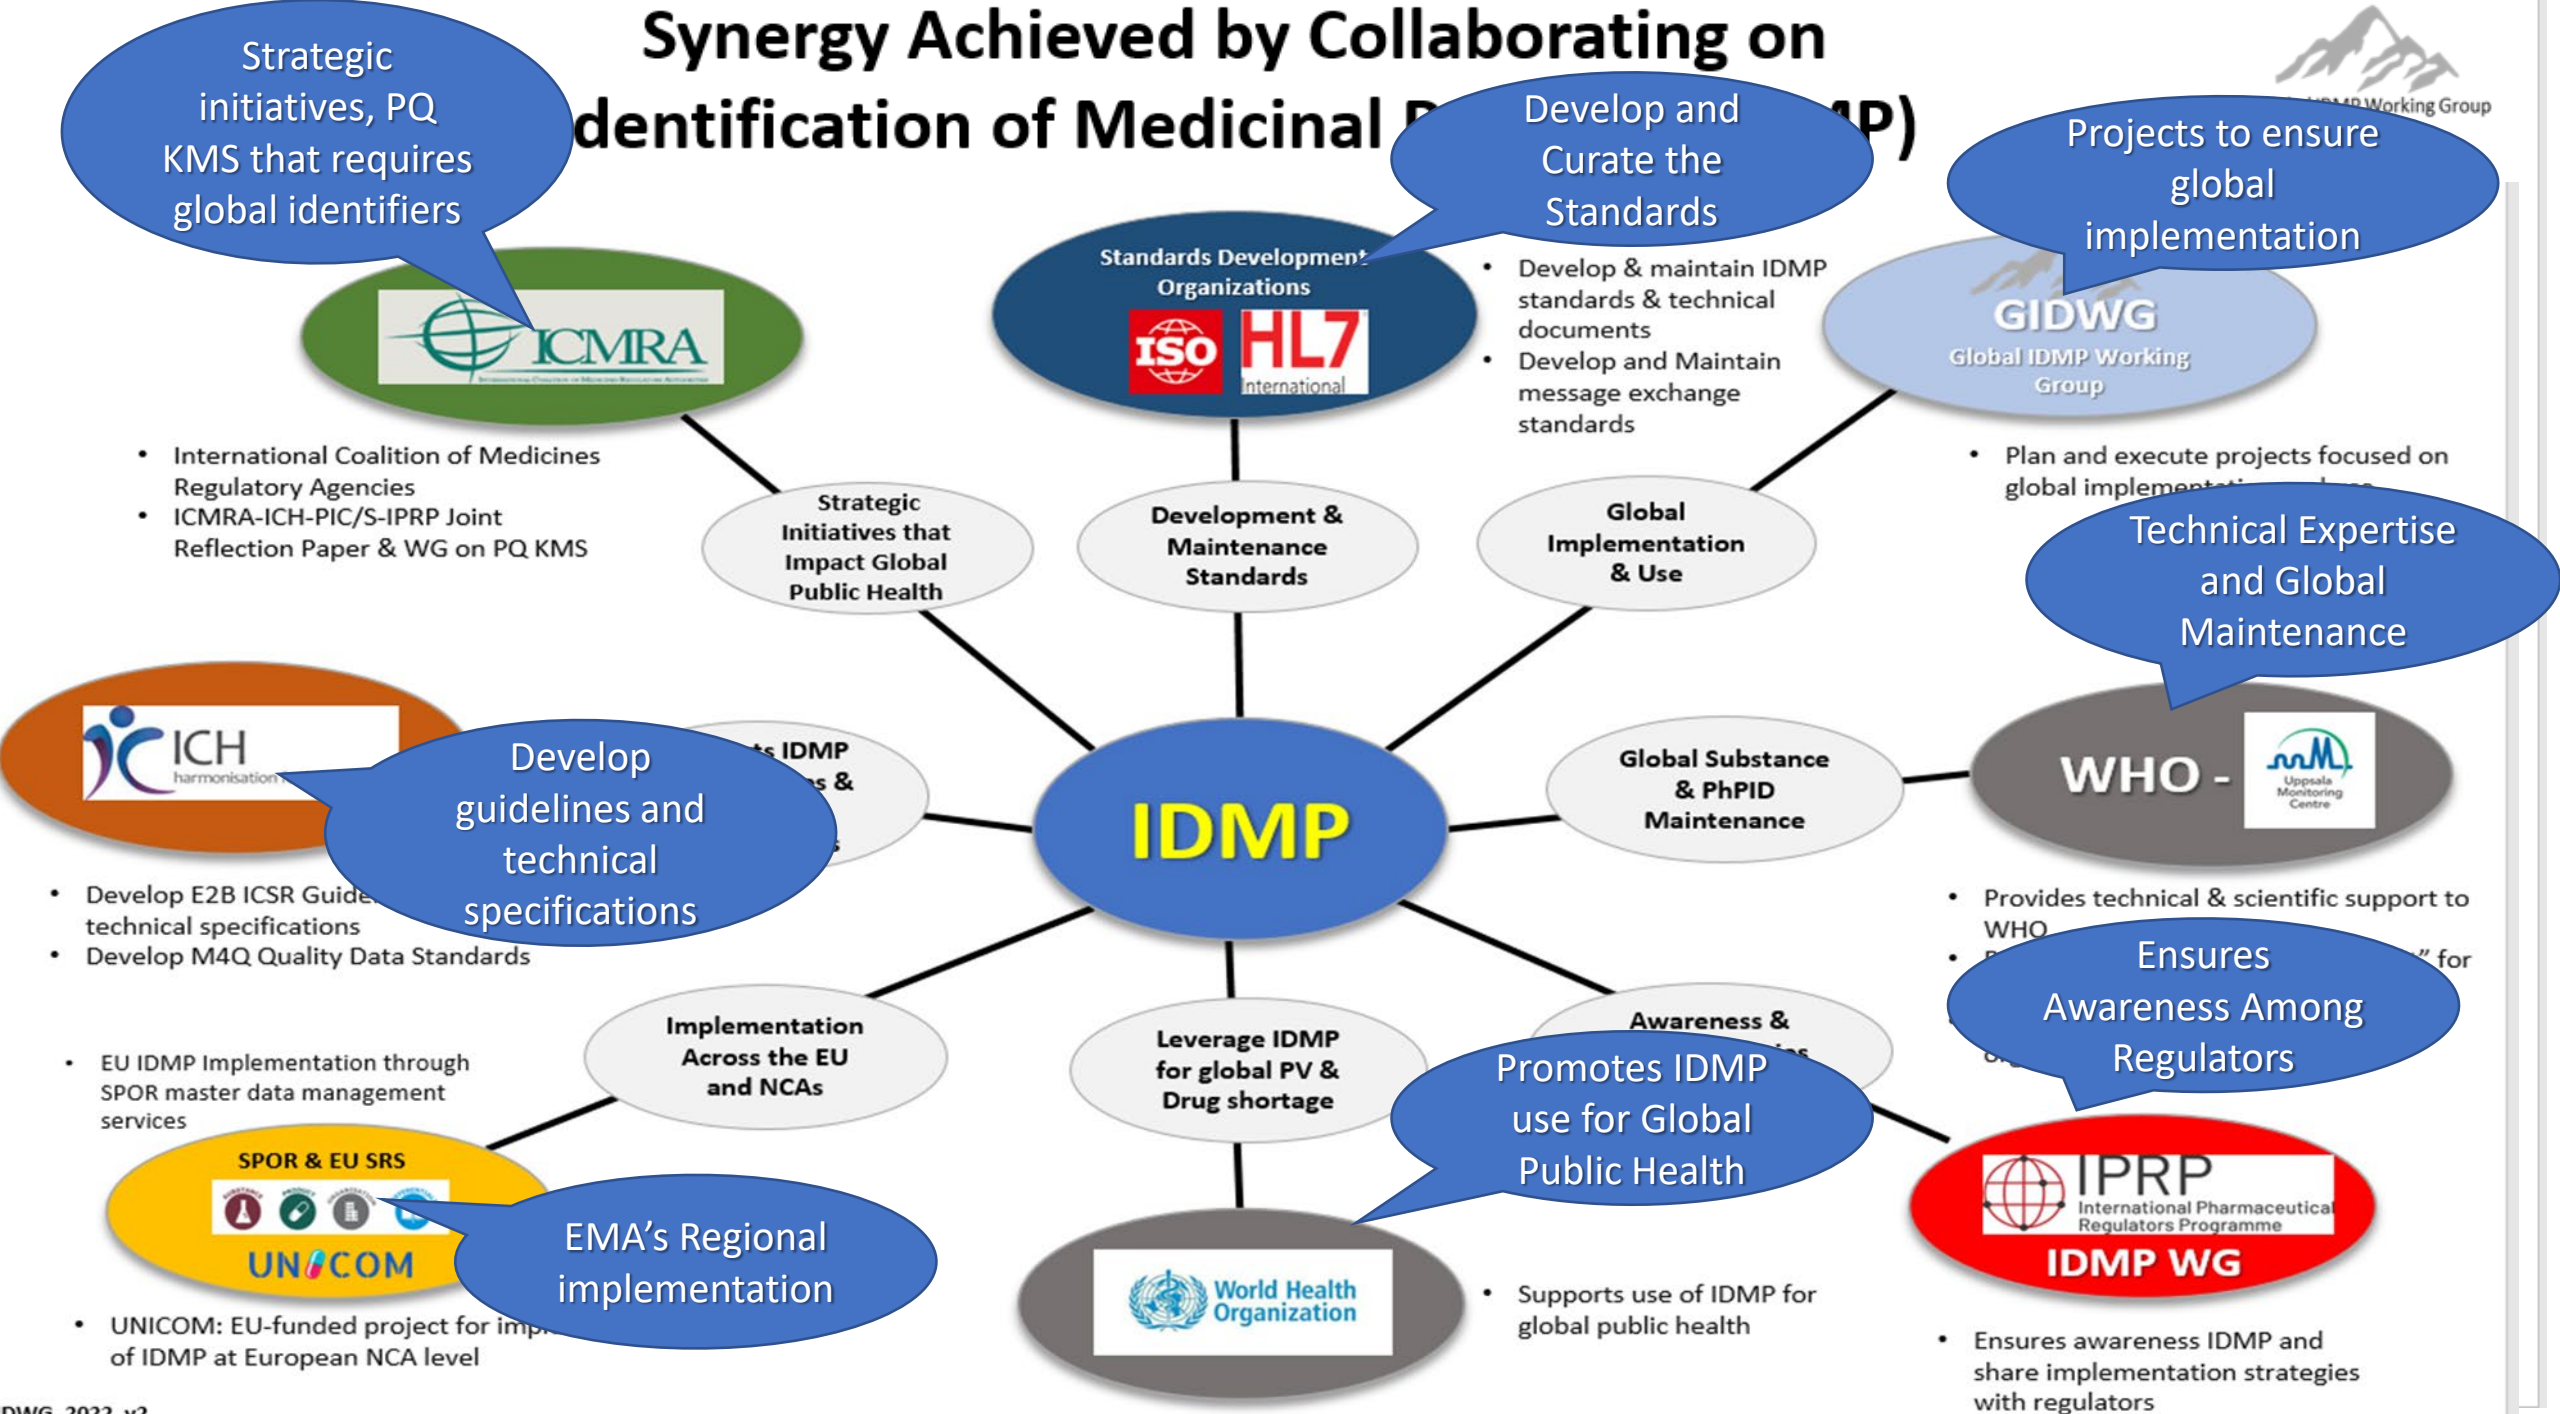 Synergy Achieved by Collaborating on
dentification of Medicinal
P)
Working Group
Strategic
initiatives, PQ
KMS that requires
global identifiers
Develop and
Curate the
Standards
Projects to ensure
global
implementation
ICMRA
Standards Development
Organizations
ISO
HL7
International
• Develop & maintain IDMP
standards & technical
documents
• Develop and Maintain
message exchange
standards
GIDWG
Global IDMP Working
Group
• International Coalition of Medicines
Regulatory Agencies
• ICMRA-ICH-PIC/S-IPRP Joint
Reflection Paper & WG on PQ KMS
Strategic
Initiatives that
Impact Global
Public Health
Development &
Maintenance
Standards
Global
Implementation
& Use
• Plan and execute projects focused on
global
Technical Expertise
and Global
Maintenance
ICH
harmonisation
Develop
guidelines and
technical
specifications
IDMP
&
IDMP
Global Substance
& PhPID
Maintenance
WHO -
Uppsala
Monitoring
Centre
• Develop E2B ICSR
technical specifications
• Develop M4Q Quality Data Standards
• Provides technical & scientific support to
WHO
” for
Ensures
Awareness Among
Regulators
• EU IDMP Implementation through
SPOR master data management
services
Implementation
Across the EU
and NCAs
Leverage IDMP
for global PV &
Drug shortage
Awareness &
Promotes IDMP
use for Global
Public Health
SPOR & EU SRS
UNICOM
EMA’s Regional
implementation
World Health
Organization
• Supports use of IDMP for
global public health
IPRP
International Pharmaceutical
Regulators Programme
IDMP WG
• UNICOM: EU-funded project for
of IDMP at European NCA level
• Ensures awareness IDMP and
share implementation strategies
with regulators